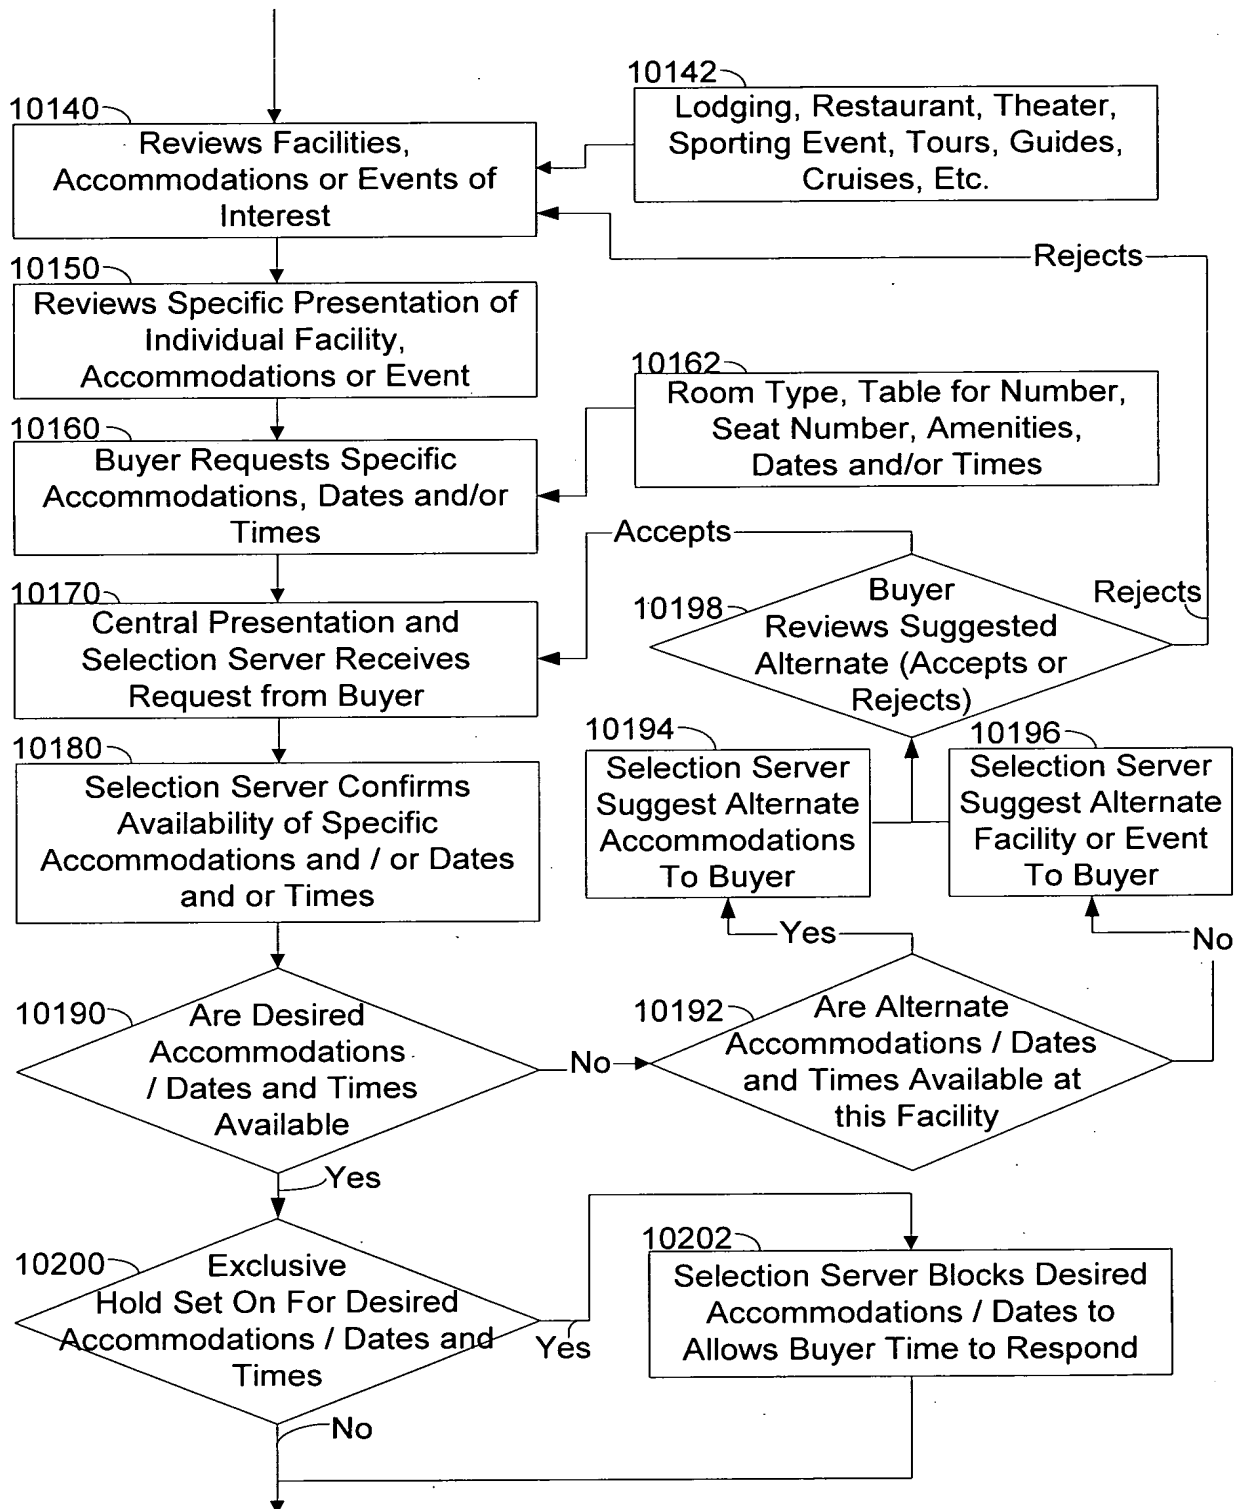 10140
Reviews Facilities,
Accommodations or Events of
Interest
10142
Lodging, Restaurant, Theater,
Sporting Event, Tours, Guides,
Cruises, Etc.
Rejects
10150
Reviews Specific Presentation of
Individual Facility,
Accommodations or Event
10160
Buyer Requests Specific
Accommodations, Dates and/or
Times
10162
Room Type, Table for Number,
Seat Number, Amenities,
Dates and/or Times
Accepts
10170
Central Presentation and
Selection Server Receives
Request from Buyer
10198
Buyer
Reviews Suggested
Alternate (Accepts or
Rejects)
Rejects
10180
Selection Server Confirms
Availability of Specific
Accommodations and / or Dates
and or Times
10194
Selection Server
Suggest Alternate
Accommodations
To Buyer
10196
Selection Server
Suggest Alternate
Facility or Event
To Buyer
Yes
No
10190
Are Desired
Accommodations
/ Dates and Times
Available
No
10192
Are Alternate
Accommodations / Dates
and Times Available at
this Facility
Yes
10200
Exclusive
Hold Set On For Desired
Accommodations / Dates and
Times
Yes
10202
Selection Server Blocks Desired
Accommodations / Dates to
Allows Buyer Time to Respond
No